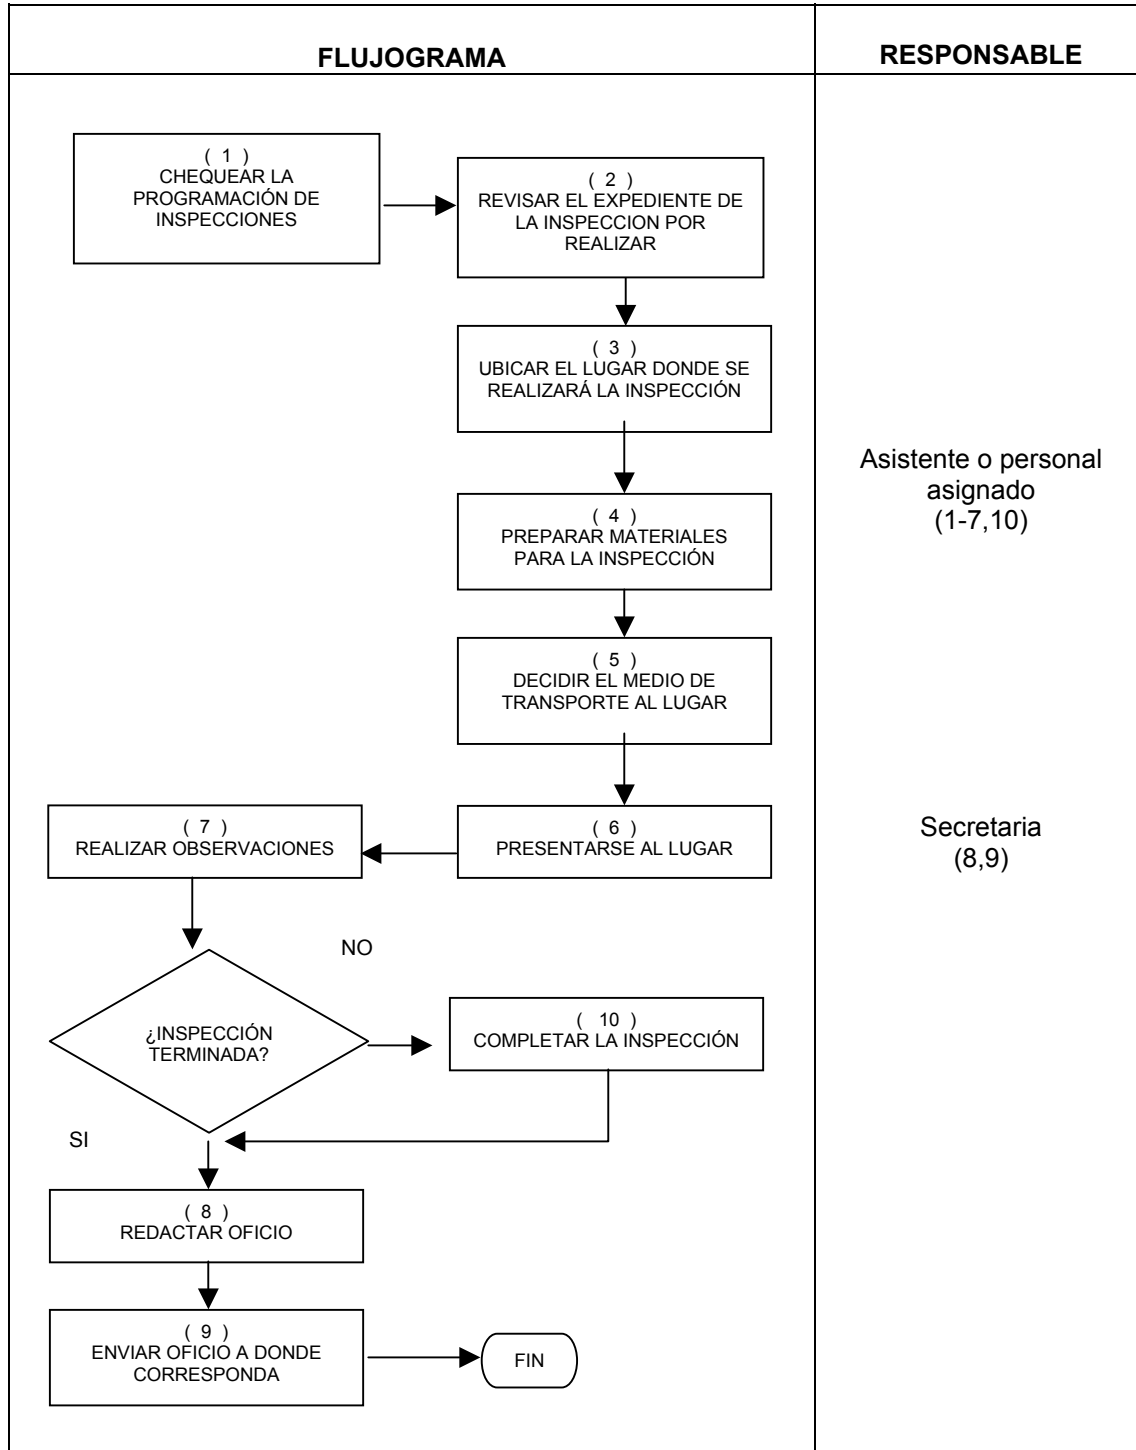 FLUJOGRAMA
RESPONSABLE
( 1 )
CHEQUEAR LA
PROGRAMACIÓN DE
INSPECCIONES
( 2 )
REVISAR EL EXPEDIENTE DE
LA INSPECCION POR
REALIZAR
( 3 )
UBICAR EL LUGAR DONDE SE
REALIZARÁ LA INSPECCIÓN
( 4 )
PREPARAR MATERIALES
PARA LA INSPECCIÓN
( 5 )
DECIDIR EL MEDIO DE
TRANSPORTE AL LUGAR
( 6 )
PRESENTARSE AL LUGAR
( 7 )
REALIZAR OBSERVACIONES
¿INSPECCIÓN
TERMINADA?
NO
( 10 )
COMPLETAR LA INSPECCIÓN
SI
( 8 )
REDACTAR OFICIO
( 9 )
ENVIAR OFICIO A DONDE
CORRESPONDA
FIN
Asistente o personal
asignado
(1-7,10)
Secretaria
(8,9)